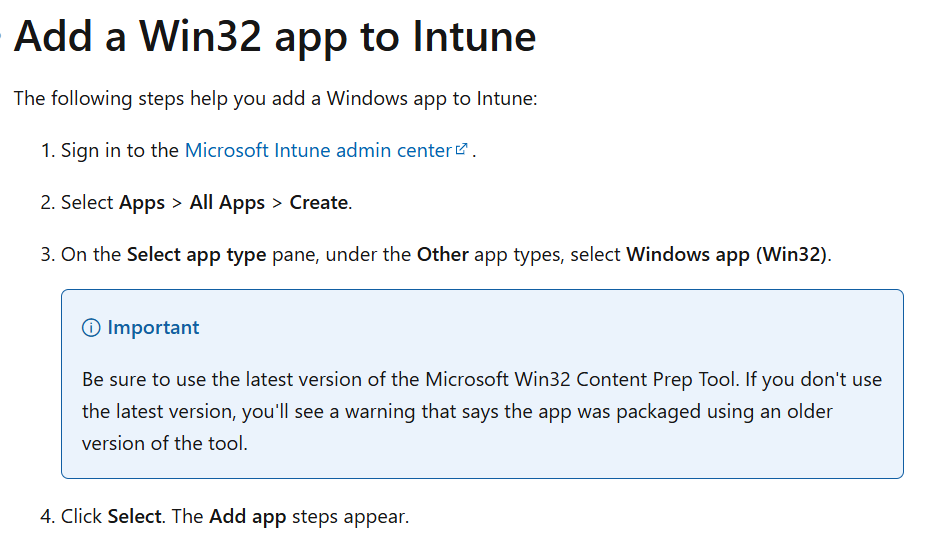 Add a Win32 app to Intune
The following steps help you add a Windows app to Intune:
1. Sign in to the Microsoft Intune admin center .
2. Select Apps > All Apps > Create.
3. On the Select app type pane, under the Other app types, select Windows app (Win32).
Important
Be sure to use the latest version of the Microsoft Win32 Content Prep Tool. If you don't use
the latest version, you'll see a warning that says the app was packaged using an older
version of the tool.
4. Click Select. The Add app steps appear.